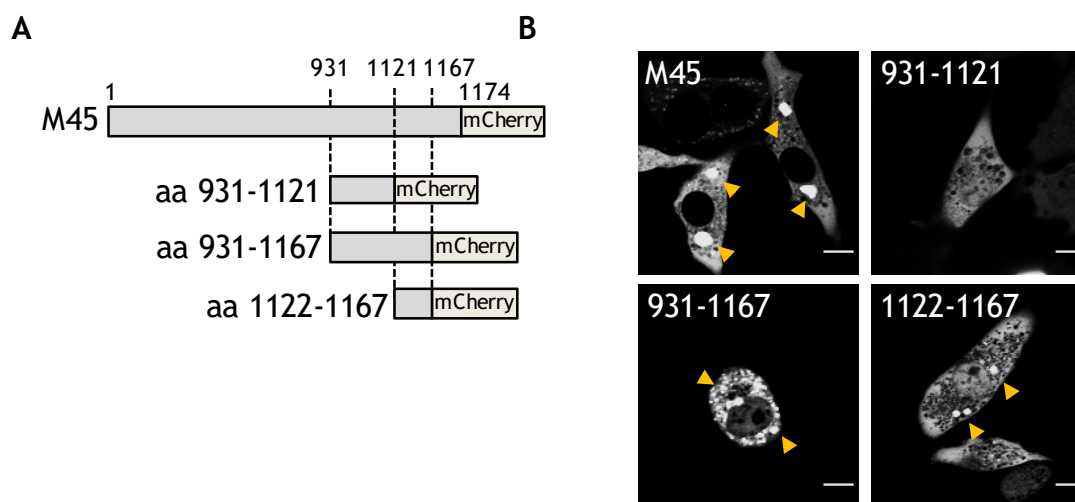 A
B
931 1121 1167
1 1174
M45 mCherry
aa 931-1121 mCherry
aa 931-1167 mCherry
aa 1122-1167 mCherry
M45 931-1121
931-1167 1122-1167